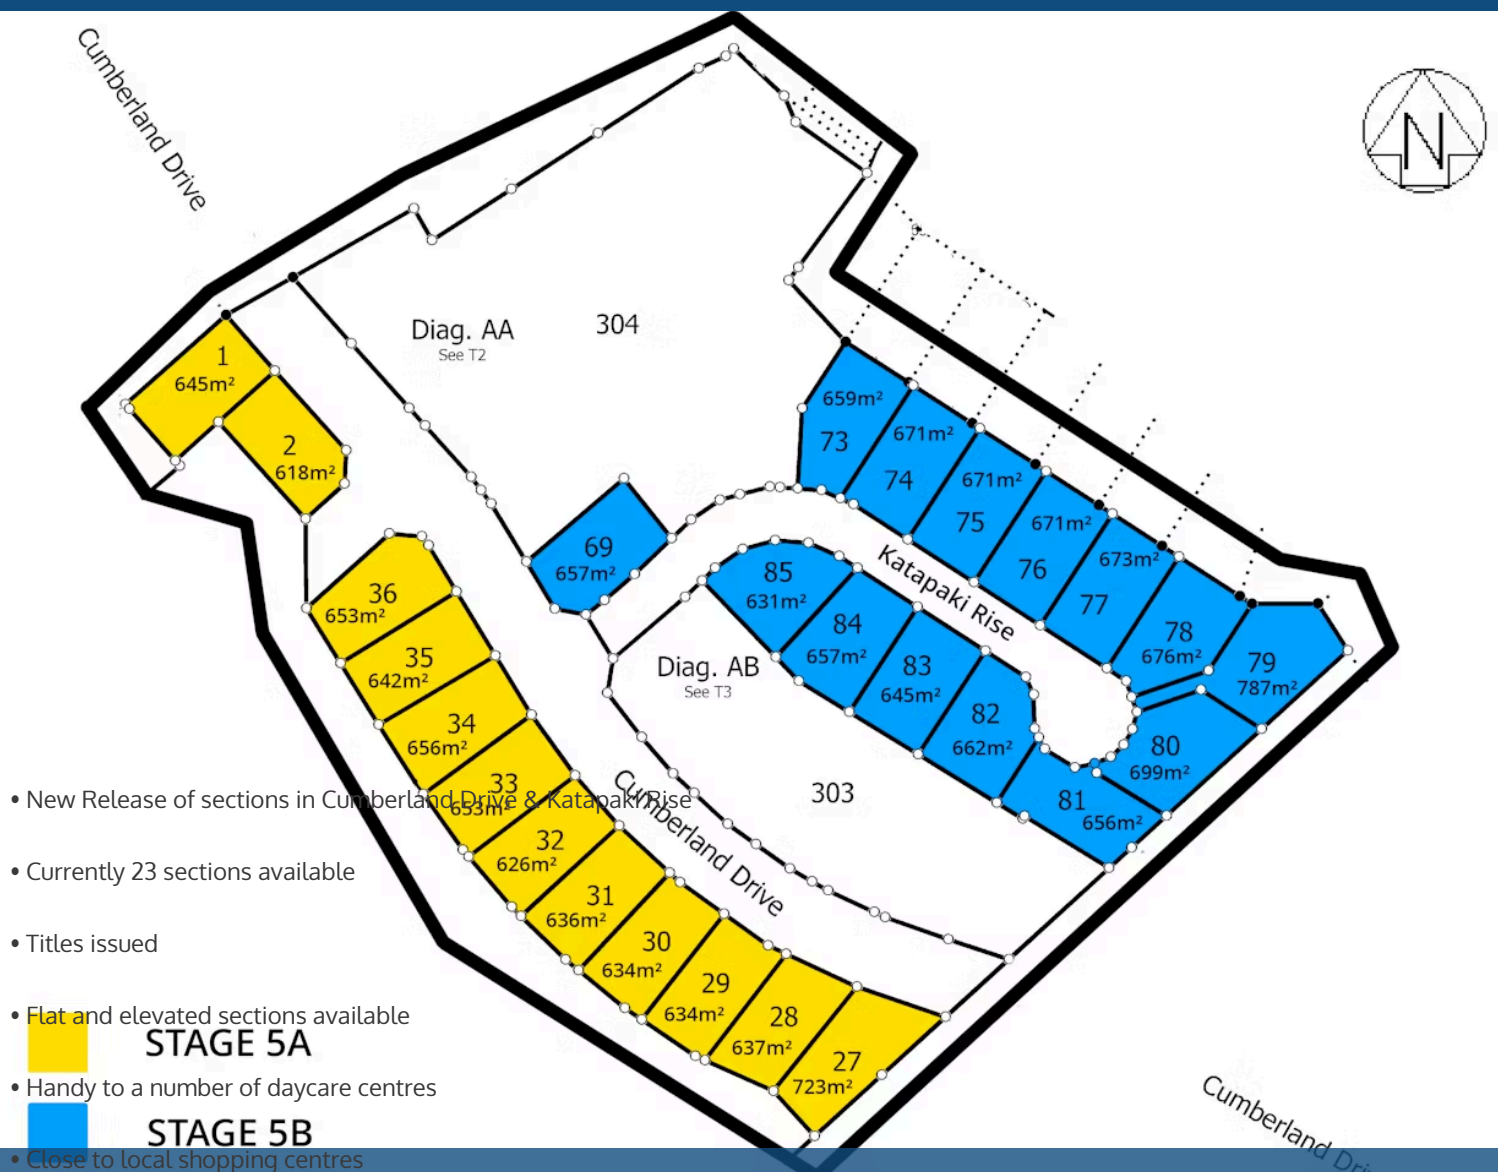 Cumberland Drive
N
Diag. AA
See T2
304
1
645m²
2
618m²
659m²
73
671m²
74
671m²
75
671m²
76
673m²
77
78
676m²
79
787m²
80
699m²
81
656m²
82
662m²
83
645m²
84
657m²
85
631m²
69
657m²
Katapaki Rise
Diag. AB
See T3
303
Cumberland Drive
36
653m²
35
642m²
34
656m²
33
653m²
32
626m²
31
636m²
30
634m²
29
634m²
28
637m²
27
723m²
• New Release of sections in Cumberland Drive & Katapaki Rise
• Currently 23 sections available
• Titles issued
• Flat and elevated sections available
STAGE 5A
• Handy to a number of daycare centres
STAGE 5B
• Close to local shopping centres
Cumberland